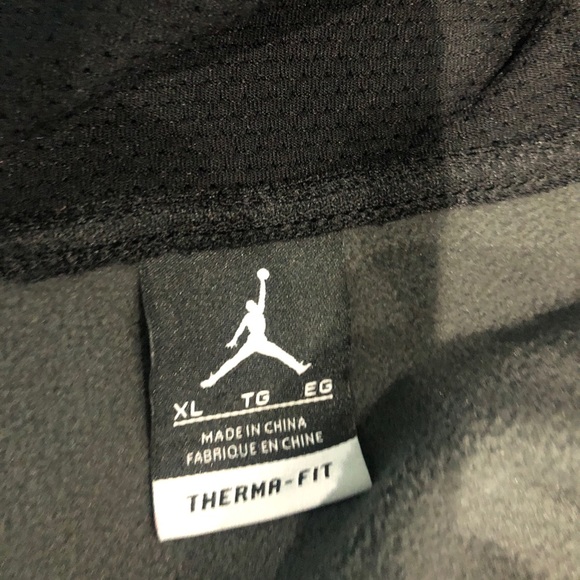 XL TG EG
MADE IN CHINA
FABRIQUE EN CHINE
THERMA-FIT